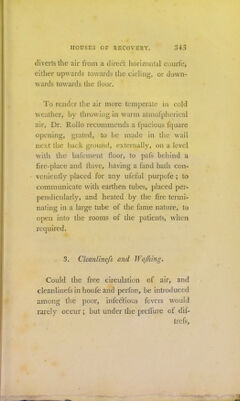 HOUSES OF RECOVERY. 343
diverts the air from a direct horizontal courſe,
either upwards towards the cieling, or down-
wards towards the floor.
To render the air more temperate in cold
weather, by throwing in warm atmoſpherical
air, Dr. Rollo recommends a ſpacious ſquare
opening, grated, to be made in the wall
next the back ground, externally, on a level
with the baſement floor, to paſs behind a
fire-place and ſtove, having a ſand bath con-
veniently placed for any uſeful purpoſe; to
communicate with earthen tubes, placed per-
pendicularly, and heated by the fire termi-
nating in a large tube of the ſame nature, to
open into the rooms of the patients, when
required.
3. Cleanlineſs and Waſhing.
Could the free circulation of air, and
cleanlineſs in houſe and perſon, be introduced
among the poor, infectious fevers would
rarely occur; but under the preſſure of diſ-
treſs,